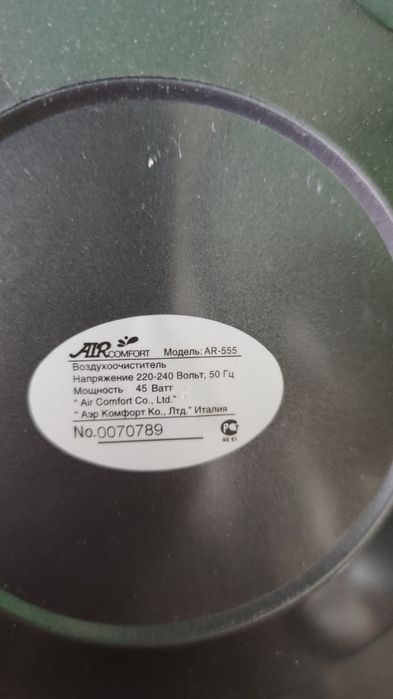 AIR COMFORT Модель: AR-555
Воздухоочиститель
Напряжение 220-240 Вольт, 50 Гц
Мощность 45 Ватт
" Air Comfort Co., Ltd."
" Аэр Комфорт Ко., Лтд." Италия
No.0070789